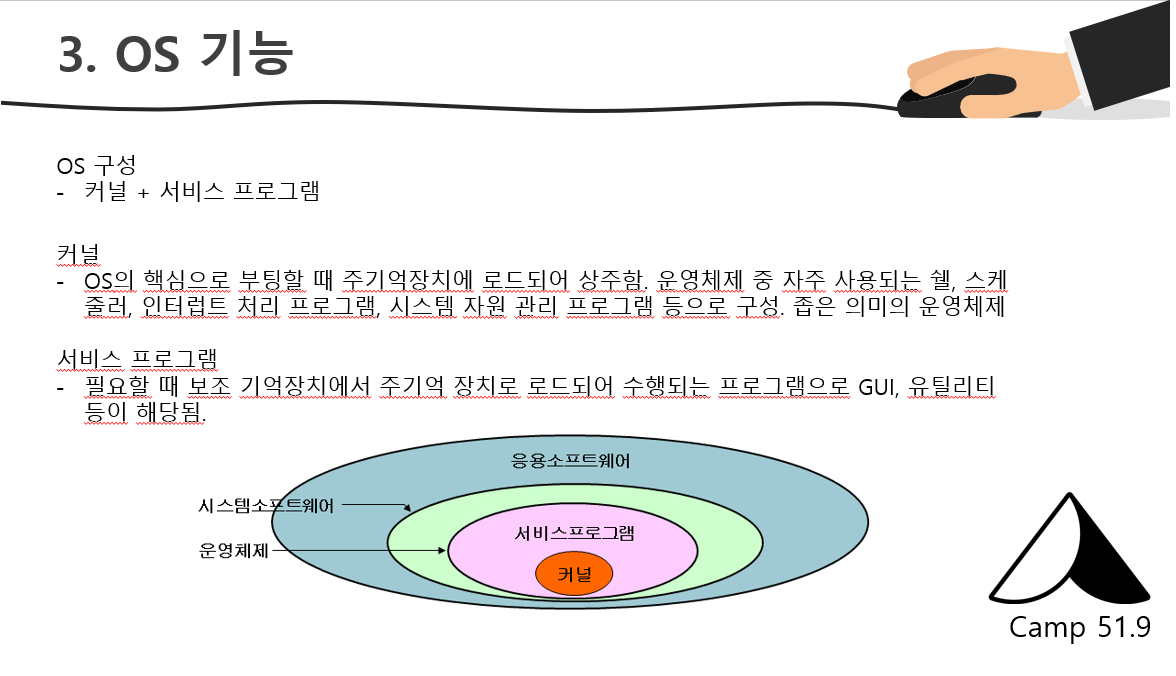 3. OS 기능
OS 구성
- 커널 + 서비스 프로그램
커널
- OS의 핵심으로 부팅할 때 주기억장치에 로드되어 상주함. 운영체제 중 자주 사용되는 쉘, 스케
줄러, 인터럽트 처리 프로그램, 시스템 자원 관리 프로그램 등으로 구성. 좁은 의미의 운영체제
서비스 프로그램
- 필요할 때 보조 기억장치에서 주기억 장치로 로드되어 수행되는 프로그램으로 GUI, 유틸리티
등이 해당됨.
응용소프트웨어
시스템소프트웨어
서비스프로그램
운영체제
커널
Camp 51.9